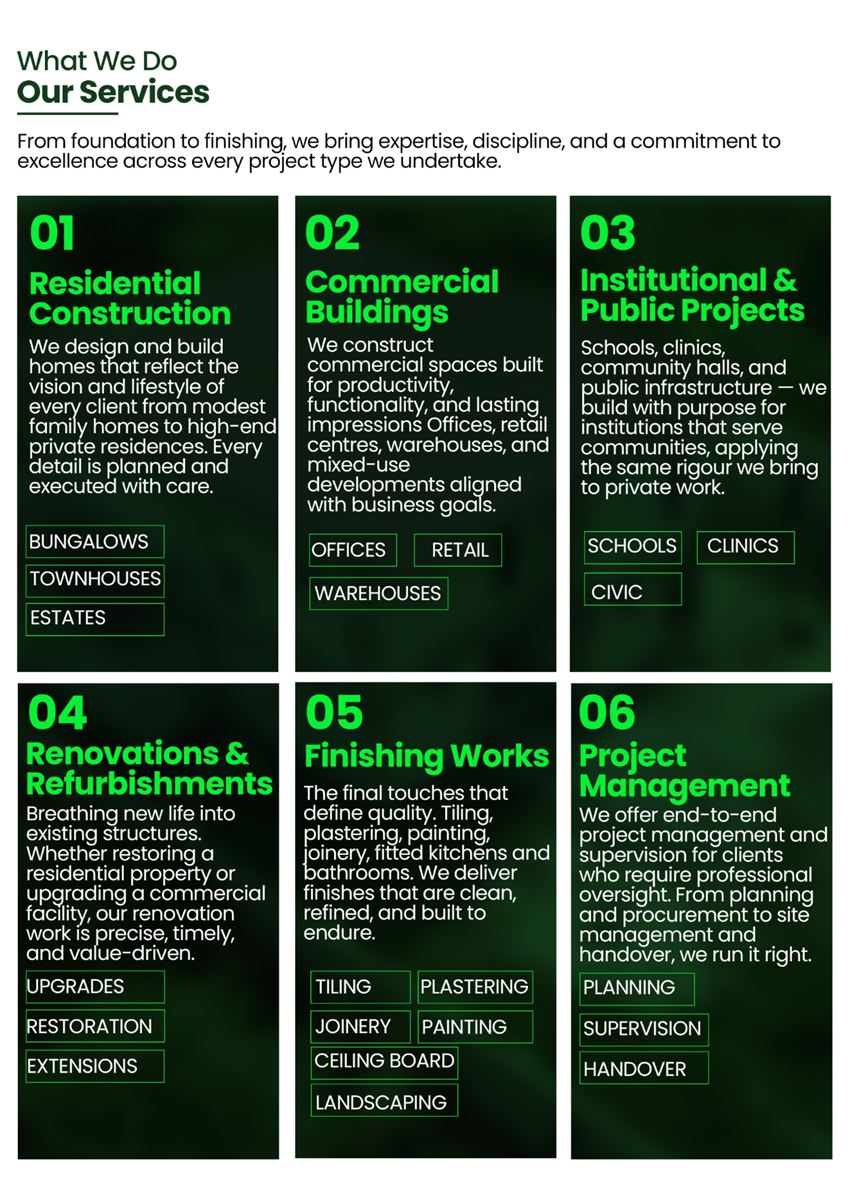 What We Do
Our Services
From foundation to finishing, we bring expertise, discipline, and a commitment to
excellence across every project type we undertake.
01
Residential
Construction
We design and build
homes that reflect the
vision and lifestyle of
every client from modest
family homes to high-end
private residences. Every
detail is planned and
executed with care.
BUNGALOWS
TOWNHOUSES
ESTATES
02
Commercial
Buildings
We construct
commercial spaces built
for productivity,
functionality, and lasting
impressions Offices, retail
centres, warehouses, and
mixed-use
developments aligned
with business goals.
OFFICES
RETAIL
WAREHOUSES
03
Institutional &
Public Projects
Schools, clinics,
community halls, and
public infrastructure — we
build with purpose for
institutions that serve
communities, applying
the same rigour we bring
to private work.
SCHOOLS
CLINICS
CIVIC
04
Renovations &
Refurbishments
Breathing new life into
existing structures.
Whether restoring a
residential property or
upgrading a commercial
facility, our renovation
work is precise, timely,
and value-driven.
UPGRADES
RESTORATION
EXTENSIONS
05
Finishing Works
The final touches that
define quality. Tiling,
plastering, painting,
joinery, fitted kitchens and
bathrooms. We deliver
finishes that are clean,
refined, and built to
endure.
TILING
PLASTERING
JOINERY
PAINTING
CEILING BOARD
LANDSCAPING
06
Project
Management
We offer end-to-end
project management and
supervision for clients
who require professional
oversight. From planning
and procurement to site
management and
handover, we run it right.
PLANNING
SUPERVISION
HANDOVER